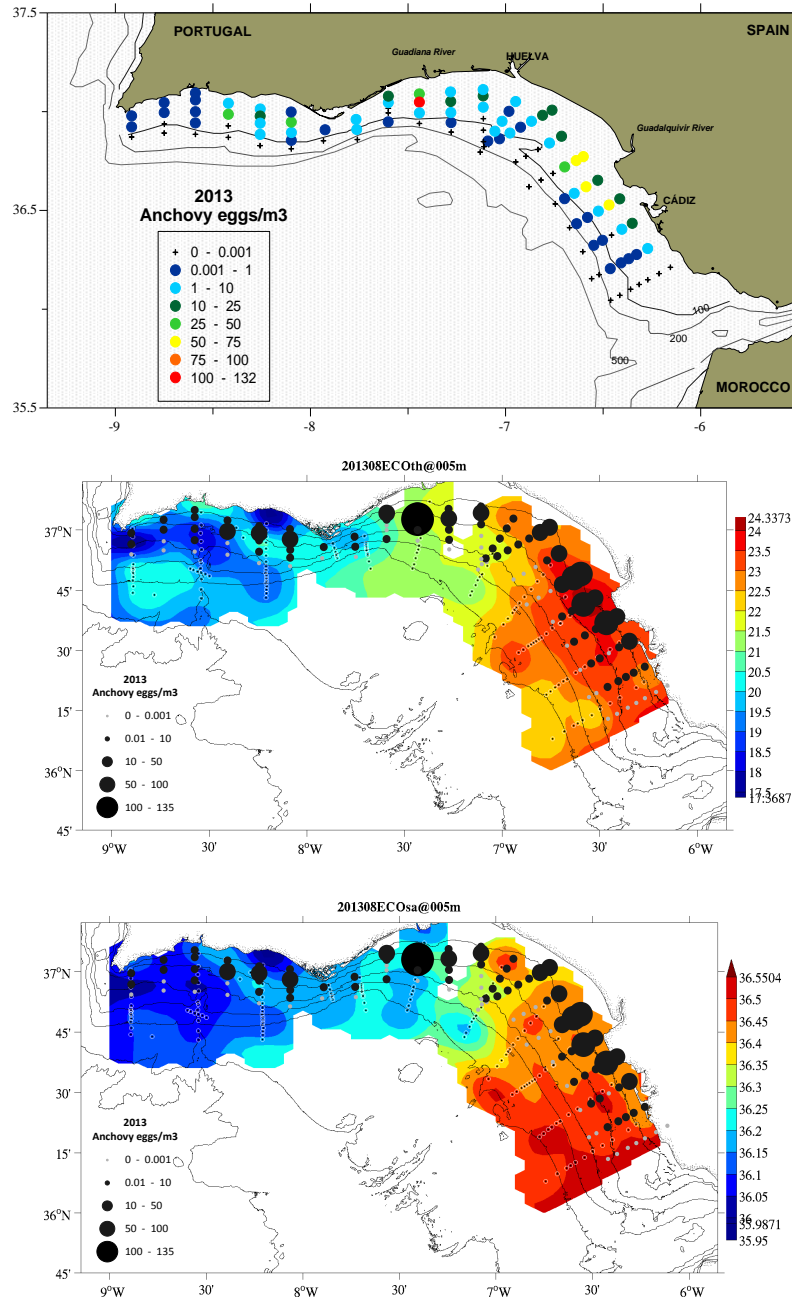 37.5
PORTUGAL
SPAIN
Guadiana River
HUELVA
Guadalquivir River
36.5
CÁDIZ
2013
Anchovy eggs/m3
0 - 0.001
0.001 - 1
1 - 10
10 - 25
25 - 50
50 - 75
75 - 100
100 - 132
100
200
500
MOROCCO
35.5
-9
-8
-7
-6
201308ECOth@005m
37°N
45'
30'
15'
36°N
45'
2013
Anchovy eggs/m3
0 - 0.001
0.01 - 10
10 - 50
50 - 100
100 - 135
9°W
30'
8°W
30'
7°W
30'
6°W
24.3373
24
23.5
23
22.5
22
21.5
21
20.5
20
19.5
19
18.5
18
17.5
17.3687
201308ECOsa@005m
37°N
45'
30'
15'
36°N
45'
2013
Anchovy eggs/m3
0 - 0.001
0.01 - 10
10 - 50
50 - 100
100 - 135
9°W
30'
8°W
30'
7°W
30'
6°W
36.5504
36.5
36.45
36.4
36.35
36.3
36.25
36.2
36.15
36.1
36.05
36
35.9871
35.95